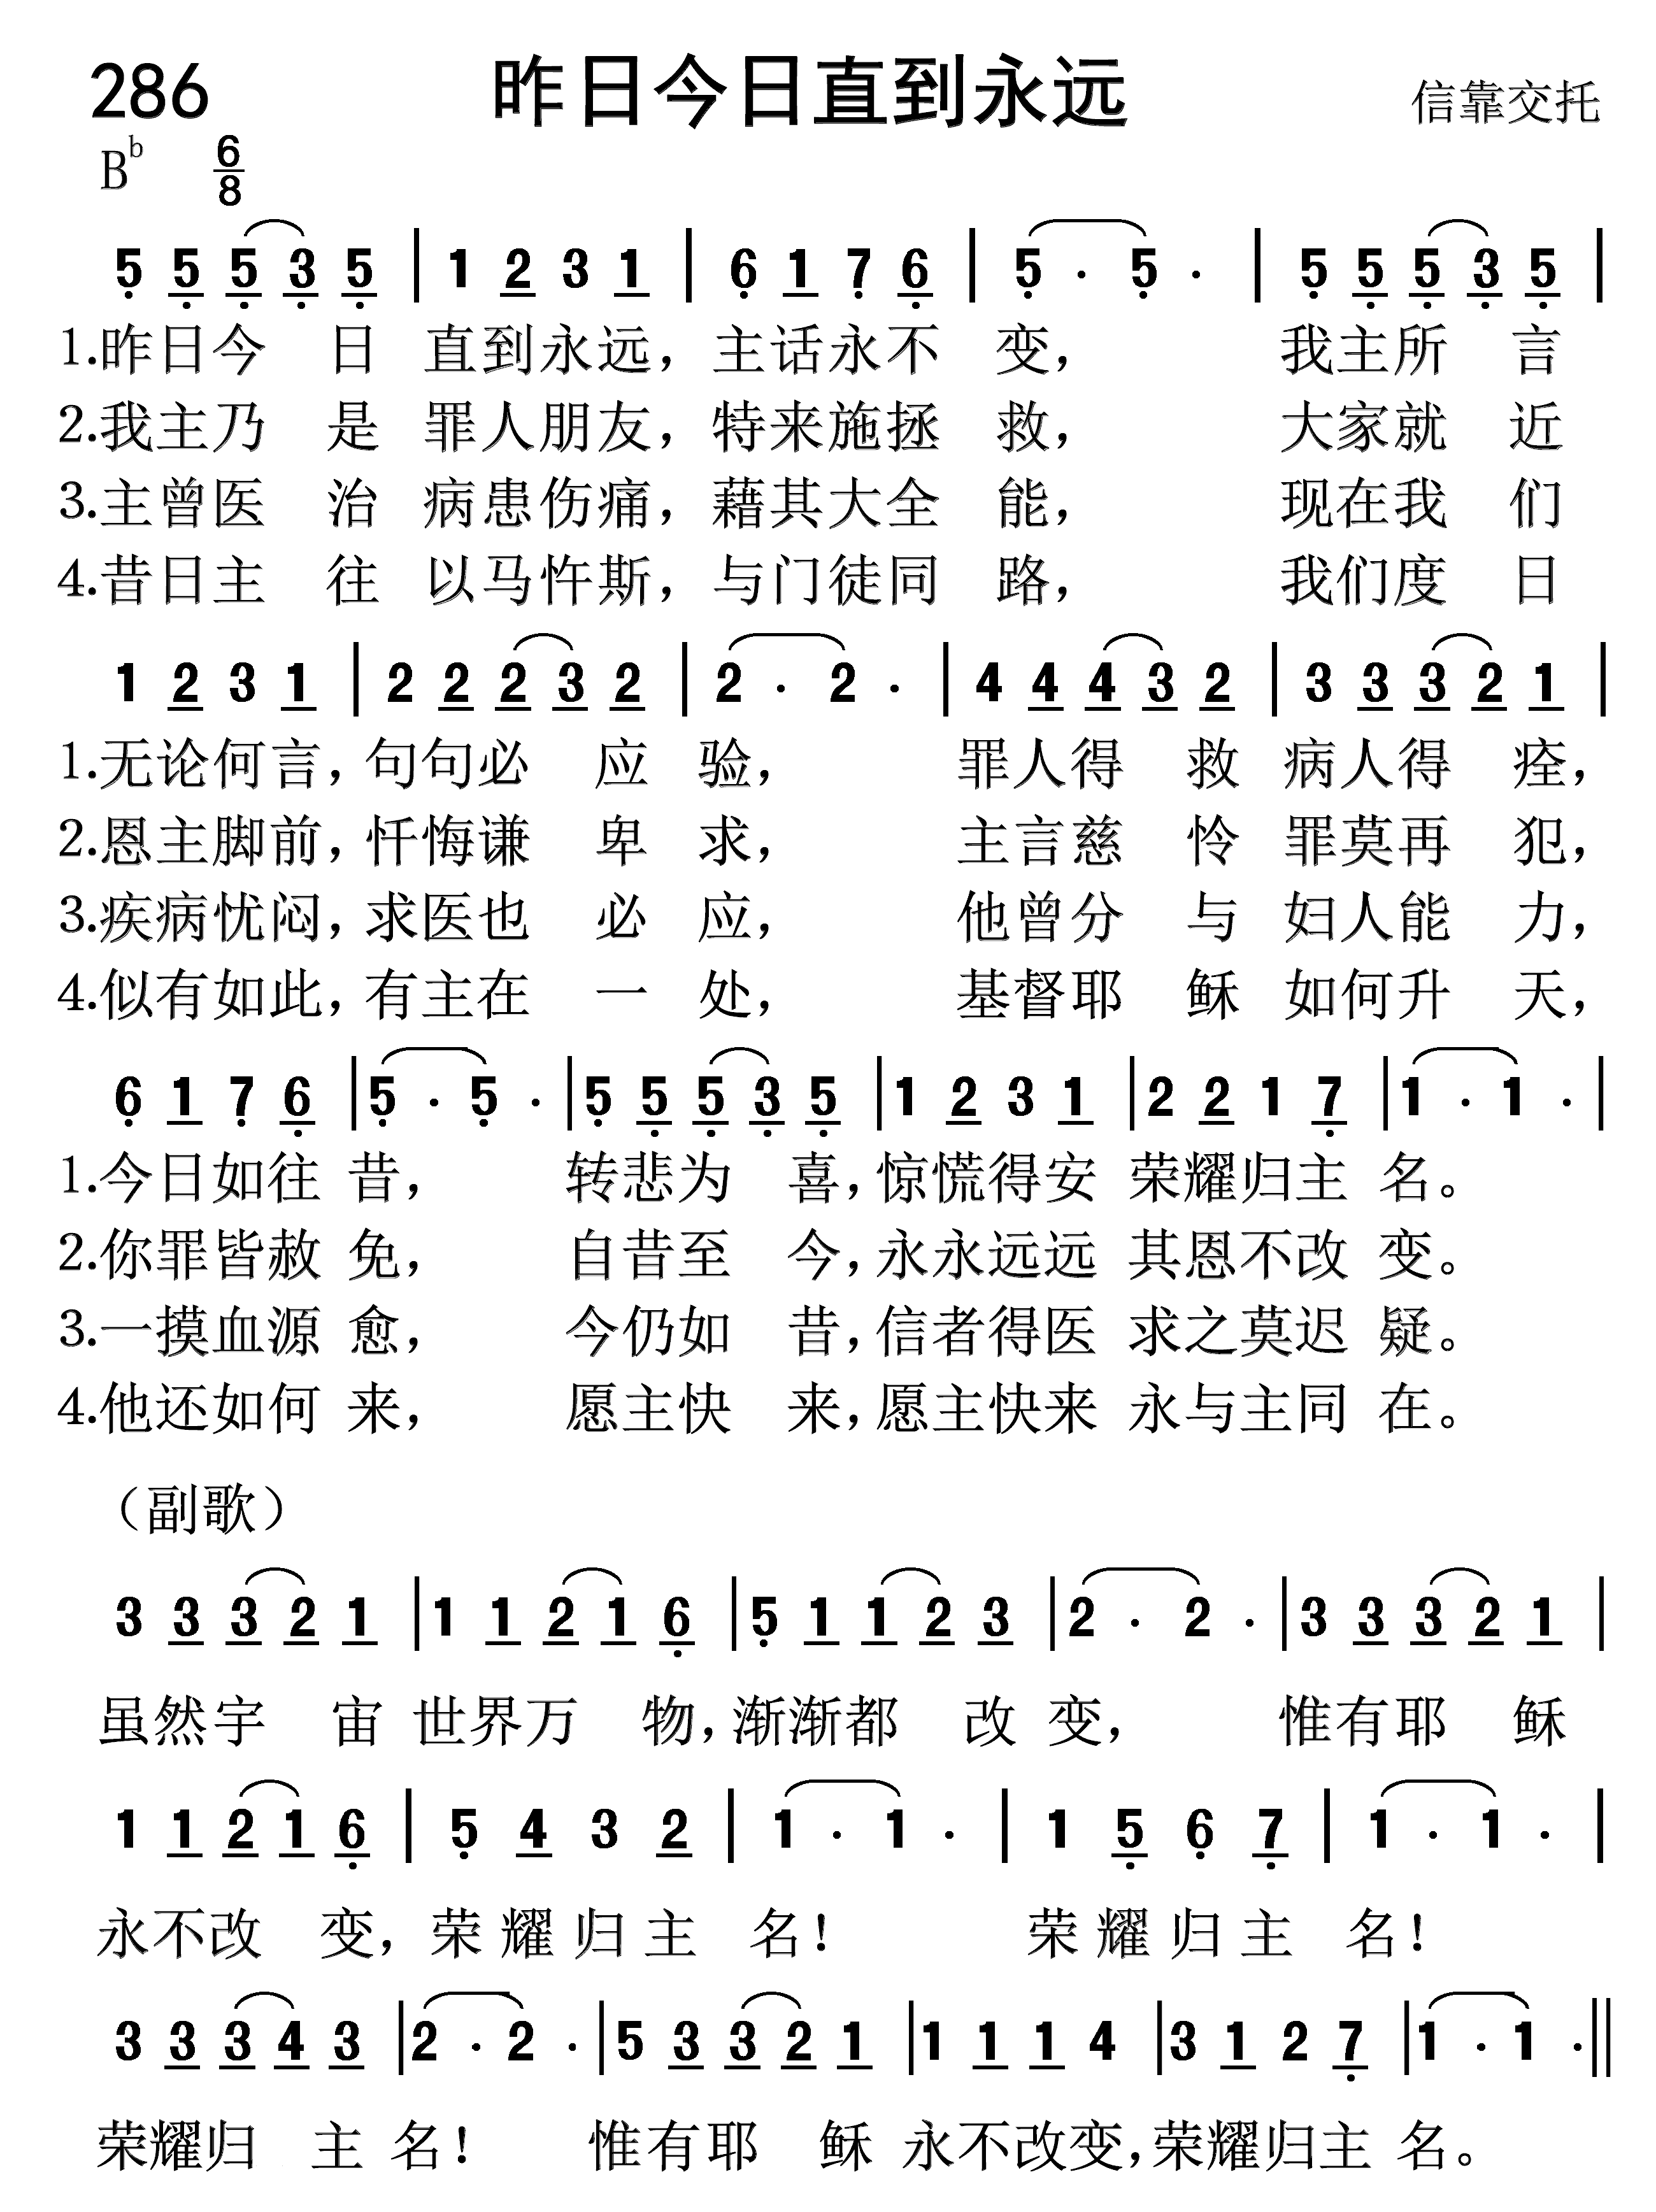 286 昨日今日直到永远 信靠交托
B^b 6/8
5 5 5 3 5 | 1 2 3 1 | 6 1 7 6 | 5 · 5 · | 5 5 5 3 5 |
1.昨日今 日 直到永远，主话永不 变， 我主所 言
2.我主乃 是 罪人朋友，特来施拯 救， 大家就 近
3.主曾医 治 病患伤痛，藉其大全 能， 现在我 们
4.昔日主 往 以马忤斯，与门徒同 路， 我们度 日
1 2 3 1 | 2 2 2 3 2 | 2 · 2 · | 4 4 4 3 2 | 3 3 3 2 1 |
1.无论何言，句句必 应 验， 罪人得 救 病人得 痊，
2.恩主脚前，忏悔谦 卑 求， 主言慈 怜 罪莫再 犯，
3.疾病忧闷，求医也 必 应， 他曾分 与 妇人能 力，
4.似有如此，有主在 一 处， 基督耶 稣 如何升 天，
6 1 7 6 | 5 · 5 · | 5 5 5 3 5 | 1 2 3 1 | 2 2 1 7 | 1 · 1 · |
1.今日如往 昔， 转悲为 喜，惊慌得安 荣耀归主 名。
2.你罪皆赦 免， 自昔至 今，永永远远 其恩不改 变。
3.一摸血源 愈， 今仍如 昔，信者得医 求之莫迟 疑。
4.他还如何 来， 愿主快 来，愿主快来 永与主同 在。
（副歌）
3 3 3 2 1 | 1 1 2 1 6 | 5 1 1 2 3 | 2 · 2 · | 3 3 3 2 1 |
虽然宇 宙 世界万 物，渐渐都 改 变， 惟有耶 稣
1 1 2 1 6 | 5 4 3 2 | 1 · 1 · | 1 5 6 7 | 1 · 1 · |
永不改 变，荣 耀 归 主 名！ 荣 耀 归 主 名！
3 3 3 4 3 | 2 · 2 · | 5 3 3 2 1 | 1 1 1 4 | 3 1 2 7 | 1 · 1 · ||
荣耀归 主 名！ 惟有耶 稣 永不改变，荣耀归主 名。